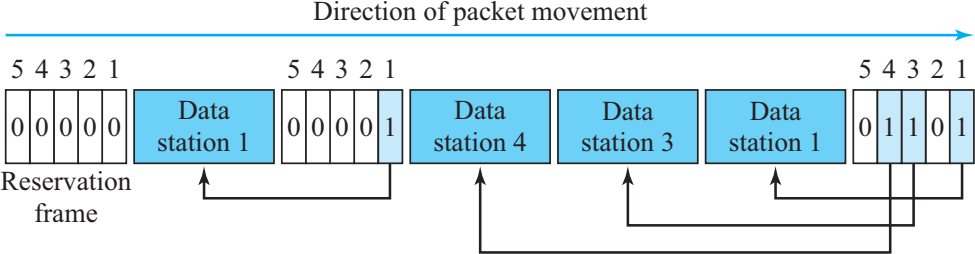 Direction of packet movement
5 4 3 2 1
5 4 3 2 1
5 4 3 2 1
0 0 0 0 0
Data
station 1
0 0 0 0 1
Data
station 4
Data
station 3
Data
station 1
0 1 1 0 1
Reservation
frame